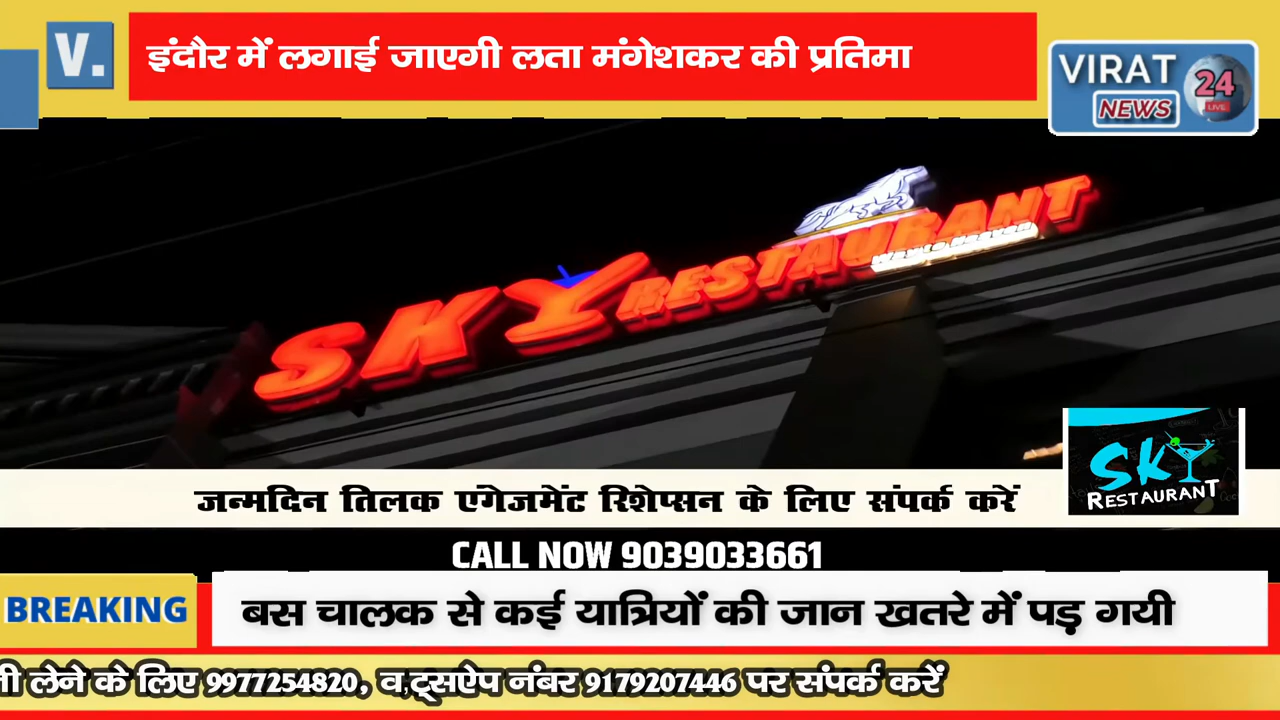 V.
इंदौर में लगाई जाएगी लता मंगेशकर की प्रतिमा
VIRAT
24
LIVE
NEWS
SKY RESTAURANT
SKY
RESTAURANT
जन्मदिन तिलक एंगेजमेंट रिशेप्सन के लिए संपर्क करें
CALL NOW 9039033661
BREAKING
बस चालक से कई यात्रियों की जान खतरे में पड़ गयी
लेने के लिए 9977254820, व,ट्सऐप नंबर 9179207446 पर संपर्क करें